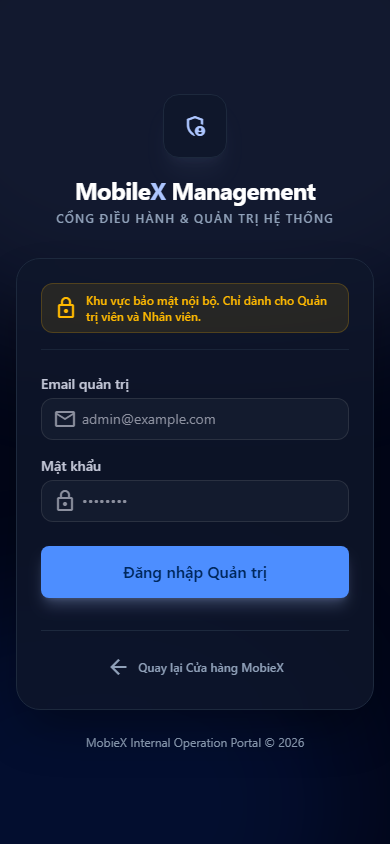 MobileX Management
CỔNG ĐIỀU HÀNH & QUẢN TRỊ HỆ THỐNG
Khu vực bảo mật nội bộ. Chỉ dành cho Quản
trị viên và Nhân viên.
Email quản trị
admin@example.com
Mật khẩu
••••••••
Đăng nhập Quản trị
Quay lại Cửa hàng MobieX
MobieX Internal Operation Portal © 2026